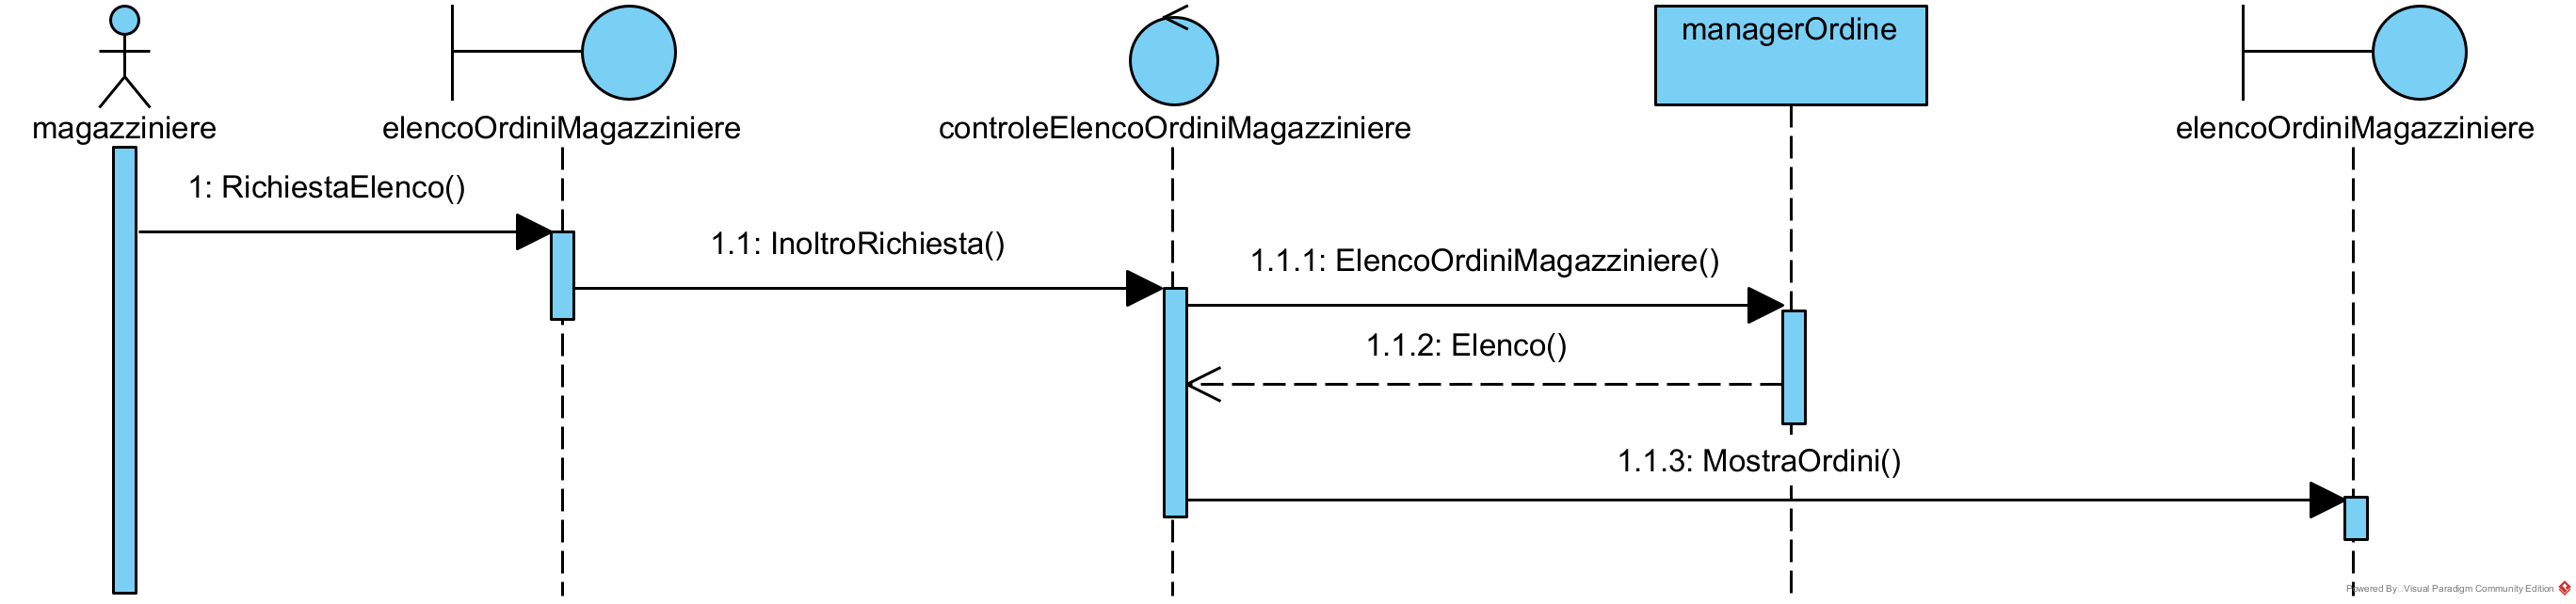 managerOrdine
magazziniere
elencoOrdiniMagazziniere
controleElencoOrdiniMagazziniere
elencoOrdiniMagazziniere
1: RichiestaElenco()
1.1: InoltroRichiesta()
1.1.1: ElencoOrdiniMagazziniere()
1.1.2: Elenco()
1.1.3: MostraOrdini()
Powered By Visual Paradigm Community Edition